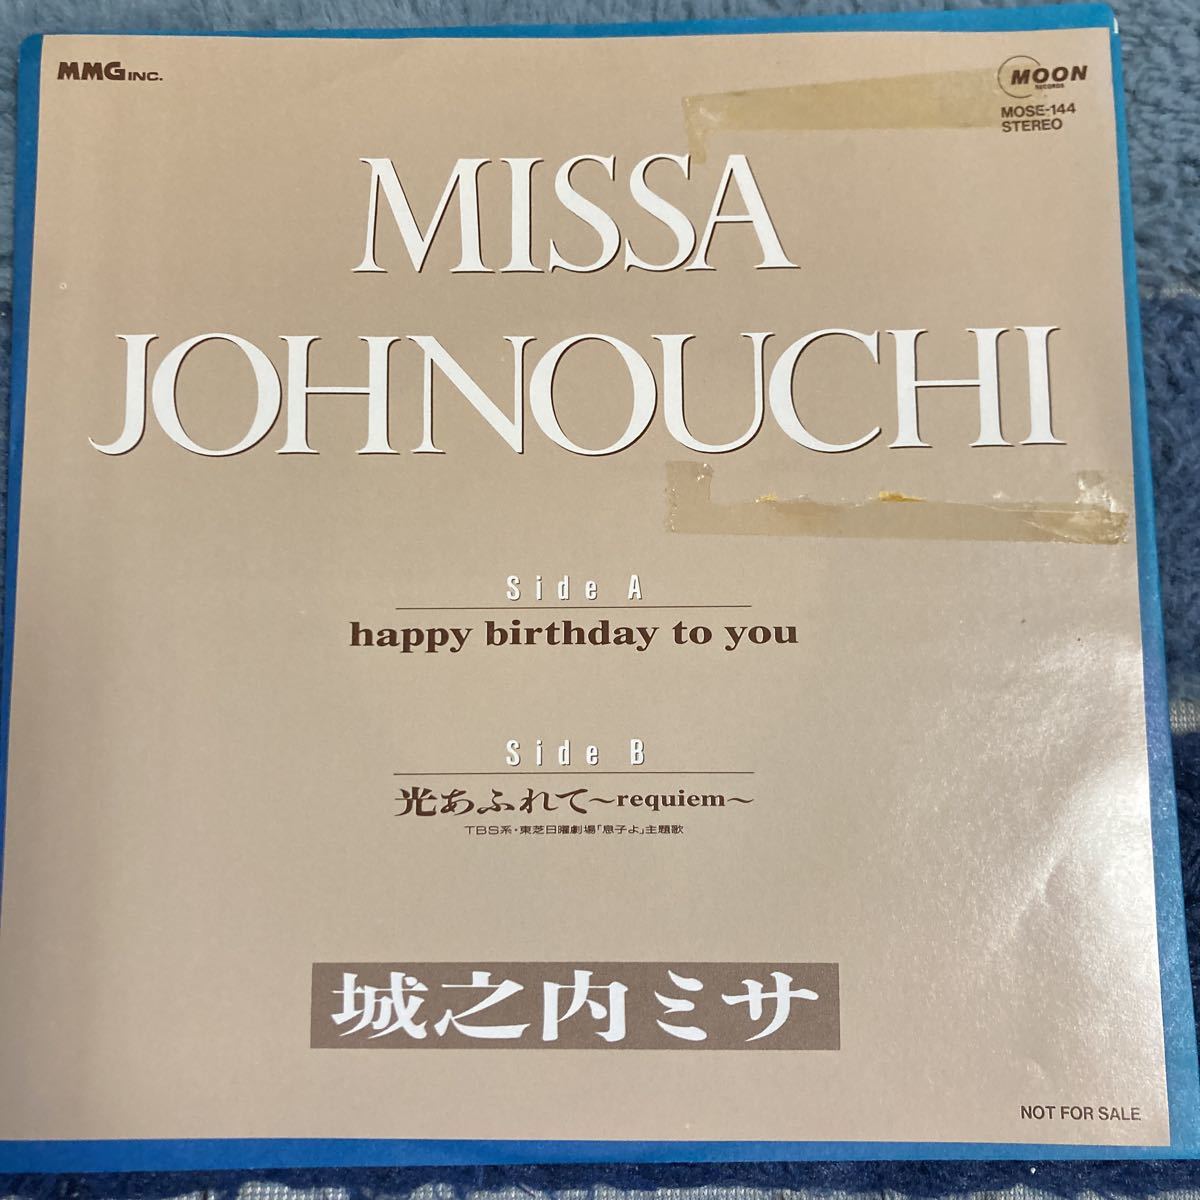 MMG INC.
MOON
RECORDS
MOSE-144
STEREO
MISSA
JOHNOUCHI
Side A
happy birthday to you
Side B
光あふれて〜requiem〜
TBS系・東芝日曜劇場「息子よ」主題歌
城之内ミサ
NOT FOR SALE